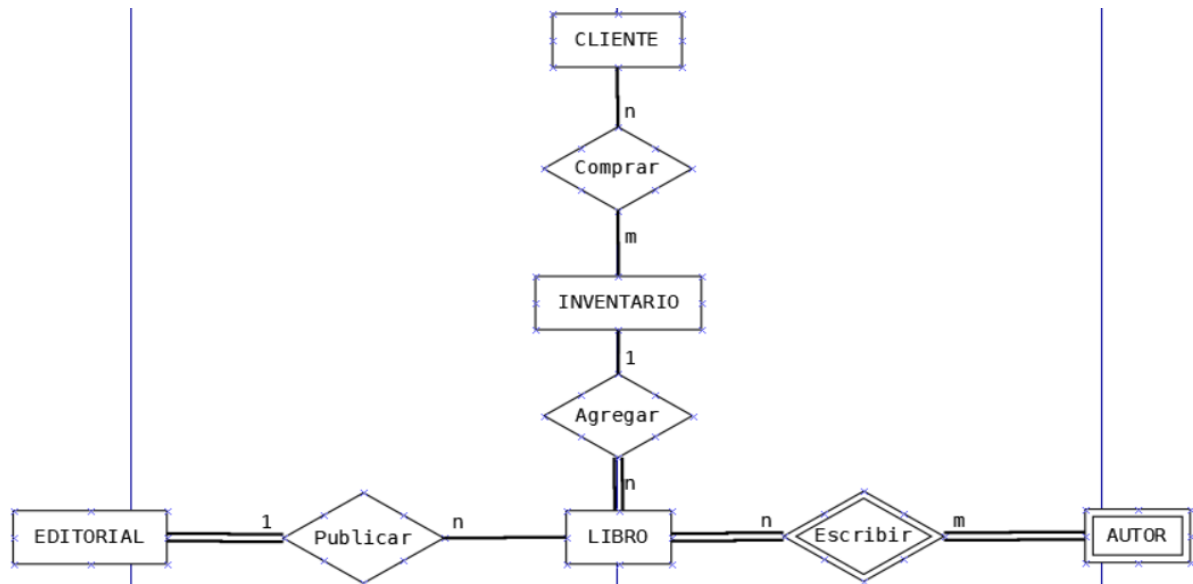 CLIENTE
n
Comprar
m
INVENTARIO
1
Agregar
n
EDITORIAL
1
Publicar
n
LIBRO
n
Escribir
m
AUTOR